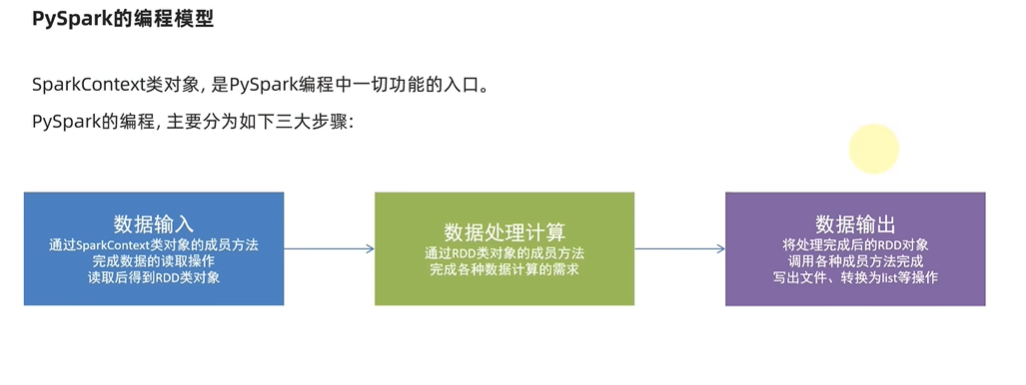 PySpark的编程模型
SparkContext类对象, 是PySpark编程中一切功能的入口。
PySpark的编程, 主要分为如下三大步骤:
数据输入
通过SparkContext类对象的成员方法
完成数据的读取操作
读取后得到RDD类对象
数据处理计算
通过RDD类对象的成员方法
完成各种数据计算的需求
数据输出
将处理完成后的RDD对象
调用各种成员方法完成
写出文件、转换为list等操作